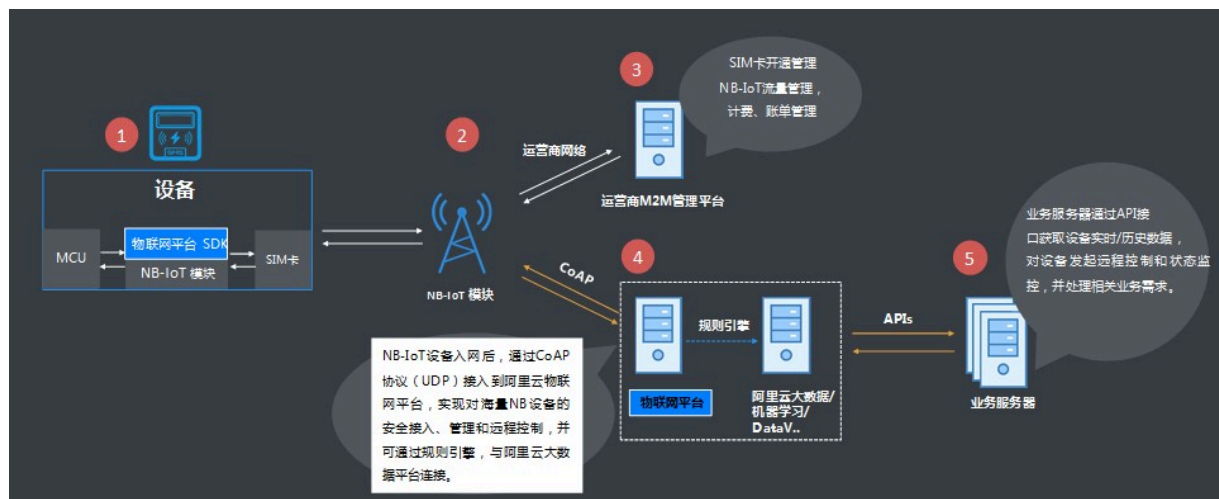 1
设备
MCU
物联网平台 SDK
NB-IoT 模块
SIM卡
2
NB-IoT 模块
运营商网络
3
运营商M2M管理平台
SIM卡开通管理
NB-IoT流量管理，
计费、账单管理
CoAP
4
NB-IoT设备入网后，通过CoAP
协议（UDP）接入到阿里云物联
网平台，实现对海量NB设备的
安全接入、管理和远程控制，并
可通过规则引擎，与阿里云大数
据平台连接。
规则引擎
物联网平台
阿里云大数据/
机器学习/
DataV..
APIs
5
业务服务器
业务服务器通过API接
口获取设备实时/历史数据，
对设备发起远程控制和状态监
控，并处理相关业务需求。